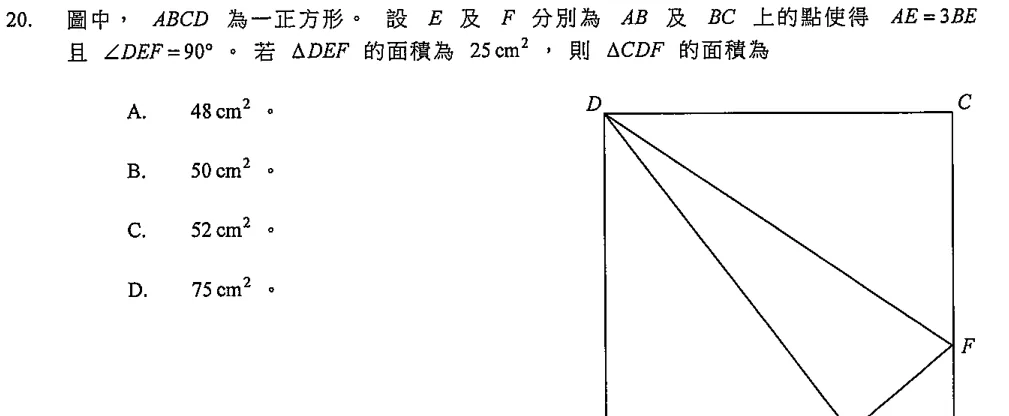 20. 圖中， ABCD 為一正方形。 設 E 及 F 分別為 AB 及 BC 上的點使得 AE = 3BE
且 ∠DEF = 90° 。 若 ΔDEF 的面積為 25 cm² ， 則 ΔCDF 的面積為
A. 48 cm² 。
B. 50 cm² 。
C. 52 cm² 。
D. 75 cm² 。
D
C
F